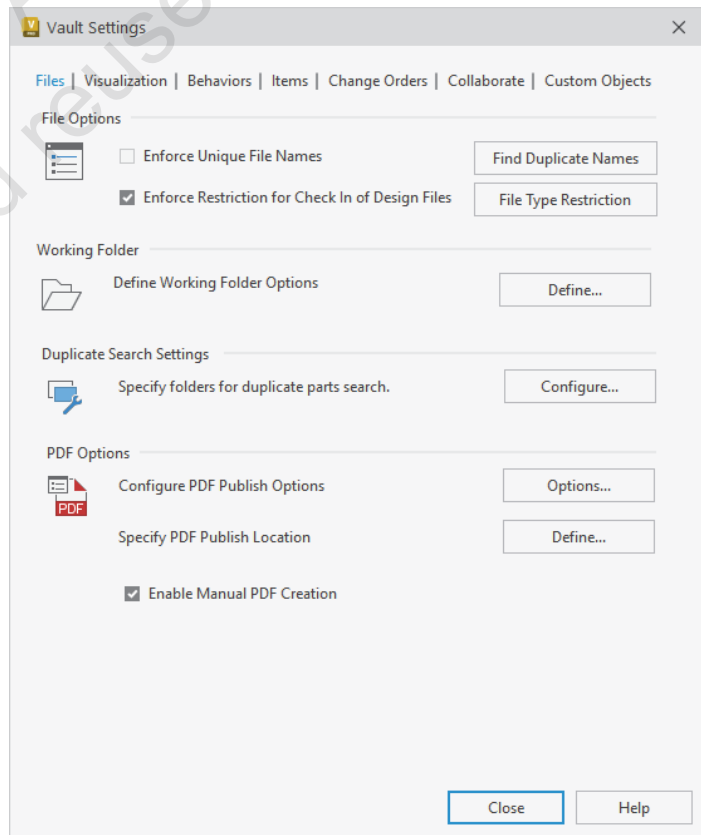 Vault Settings
Files | Visualization | Behaviors | Items | Change Orders | Collaborate | Custom Objects
File Options
Enforce Unique File Names
Find Duplicate Names
Enforce Restriction for Check In of Design Files
File Type Restriction
Working Folder
Define Working Folder Options
Define...
Duplicate Search Settings
Specify folders for duplicate parts search.
Configure...
PDF Options
PDF
Configure PDF Publish Options
Options...
Specify PDF Publish Location
Define...
Enable Manual PDF Creation
Close
Help
reuse